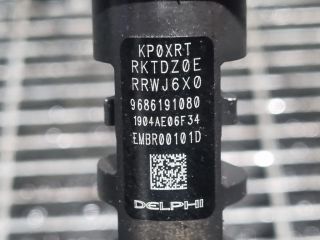 KP0XRT
RKTDZ0E
RRWJ6X0
9686191080
1904AE06F34
EMBR00101D
DELPHI